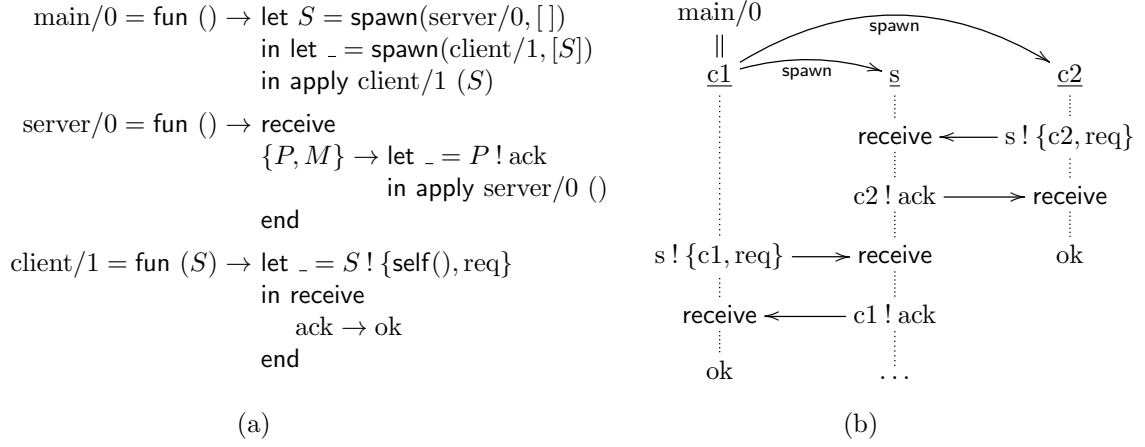 main/0 = fun () → let S = spawn(server/0, [ ])
in let _ = spawn(client/1, [S])
in apply client/1 (S)
server/0 = fun () → receive
{P, M} → let _ = P ! ack
in apply server/0 ()
end
client/1 = fun (S) → let _ = S ! {self(), req}
in receive
ack → ok
end
(a)
main/0
spawn
spawn
c1 s c2
receive s ! {c2, req}
c2 ! ack receive
s ! {c1, req} receive ok
receive c1 ! ack
ok ...
(b)